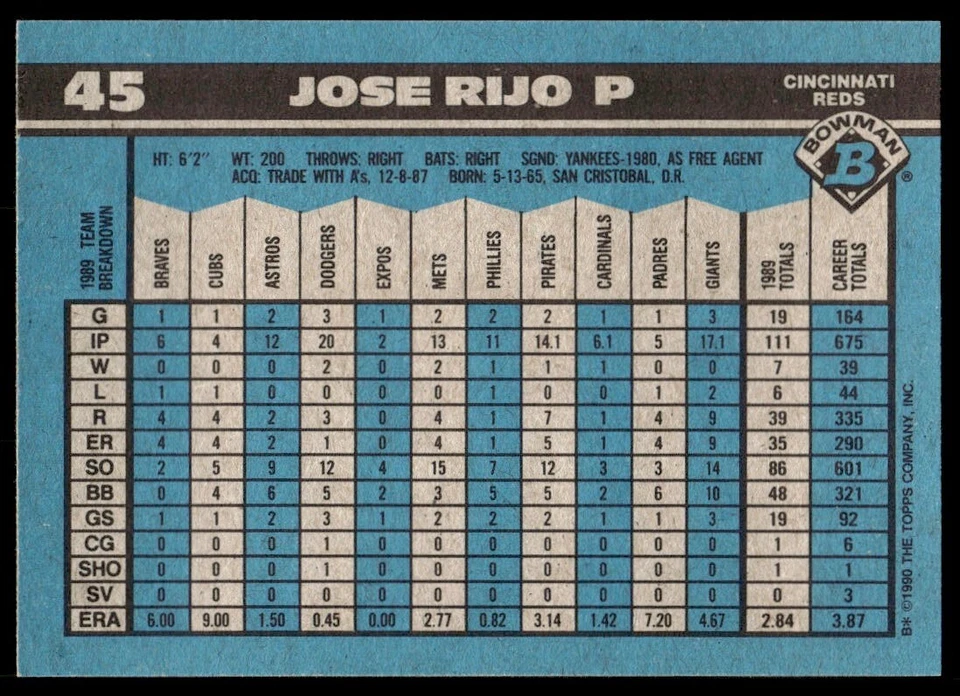 45 JOSE RIJO P CINCINNATI REDS
BOWMAN B ®
HT: 6'2" WT: 200 THROWS: RIGHT BATS: RIGHT SGND: YANKEES-1980, AS FREE AGENT
ACQ: TRADE WITH A's, 12-8-87 BORN: 5-13-65, SAN CRISTOBAL, D.R.
1989 TEAM BREAKDOWN BRAVES CUBS ASTROS DODGERS EXPOS METS PHILLIES PIRATES CARDINALS PADRES GIANTS 1989 TOTALS CAREER TOTALS
G 1 1 2 3 1 2 2 2 1 1 3 19 164
IP 6 4 12 20 2 13 11 14.1 6.1 5 17.1 111 675
W 0 0 0 2 0 2 1 1 1 0 0 7 39
L 1 1 0 0 0 0 1 0 0 1 2 6 44
R 4 4 2 3 0 4 1 7 1 4 9 39 335
ER 4 4 2 1 0 4 1 5 1 4 9 35 290
SO 2 5 9 12 4 15 7 12 3 3 14 86 601
BB 0 4 6 5 2 3 5 5 2 6 10 48 321
GS 1 1 2 3 1 2 2 2 1 1 3 19 92
CG 0 0 0 1 0 0 0 0 0 0 0 1 6
SHO 0 0 0 1 0 0 0 0 0 0 0 1 1
SV 0 0 0 0 0 0 0 0 0 0 0 0 3
ERA 6.00 9.00 1.50 0.45 0.00 2.77 0.82 3.14 1.42 7.20 4.67 2.84 3.87
B* ©1990 THE TOPPS COMPANY, INC.